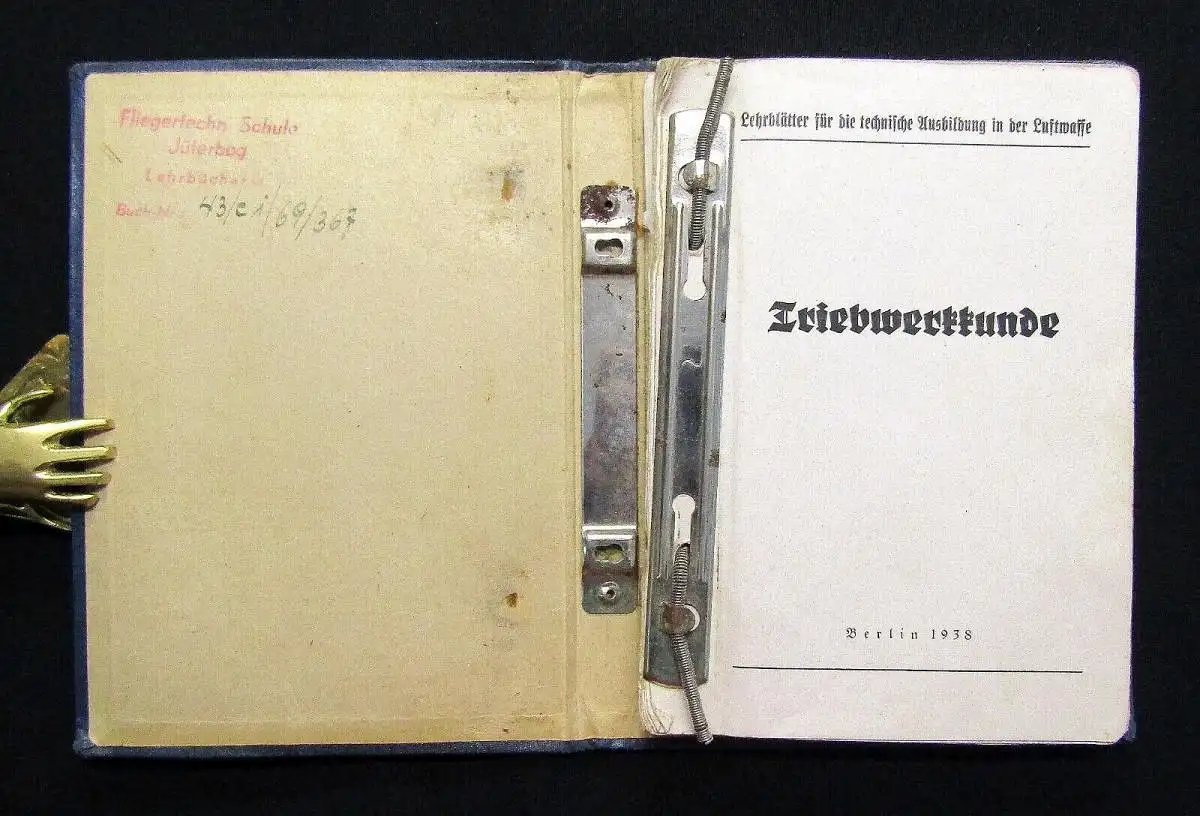 Fliegertechn Schule
Jüterbog
Lehrbücherei
Buch-Nr. 43/c1/69/367
Lehrblätter für die technische Ausbildung in der Luftwaffe
Triebwerkkunde
Berlin 1938